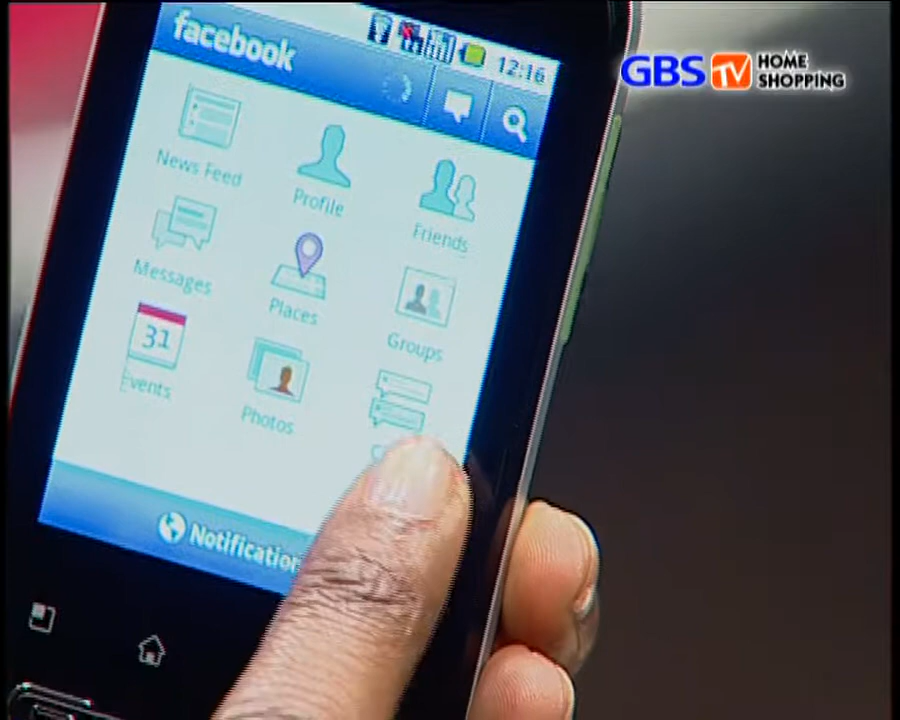 facebook
12:16
GBS TV HOME SHOPPING
News Feed
Profile
Friends
Messages
Places
Groups
31
Events
Photos
Notification